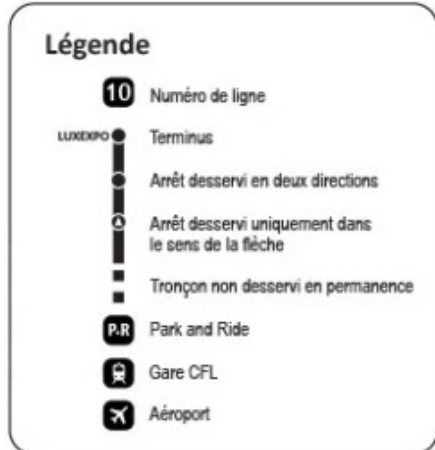 Légende
10 Numéro de ligne
LUXEXPO Terminus
Arrêt desservi en deux directions
Arrêt desservi uniquement dans
le sens de la flèche
Tronçon non desservi en permanence
P+R Park and Ride
Gare CFL
Aéroport